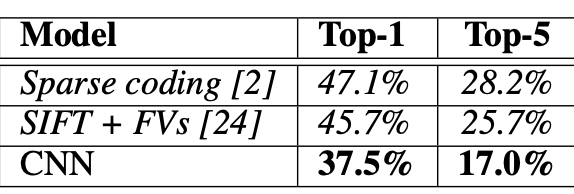 Model Top-1 Top-5
Sparse coding [2] 47.1% 28.2%
SIFT + FVs [24] 45.7% 25.7%
CNN 37.5% 17.0%